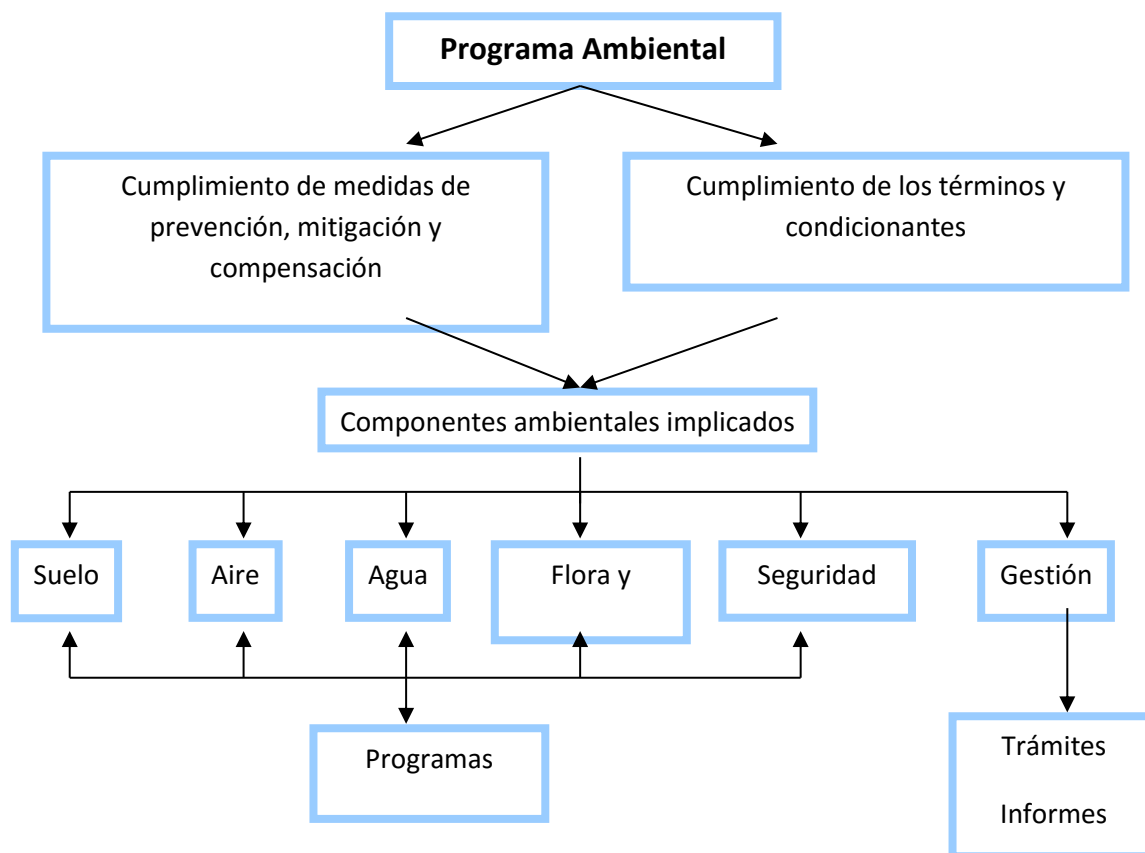 Programa Ambiental
Cumplimiento de medidas de
prevención, mitigación y
compensación
Cumplimiento de los términos y
condicionantes
Componentes ambientales implicados
Suelo
Aire
Agua
Flora y
Seguridad
Gestión
Programas
Trámites
Informes